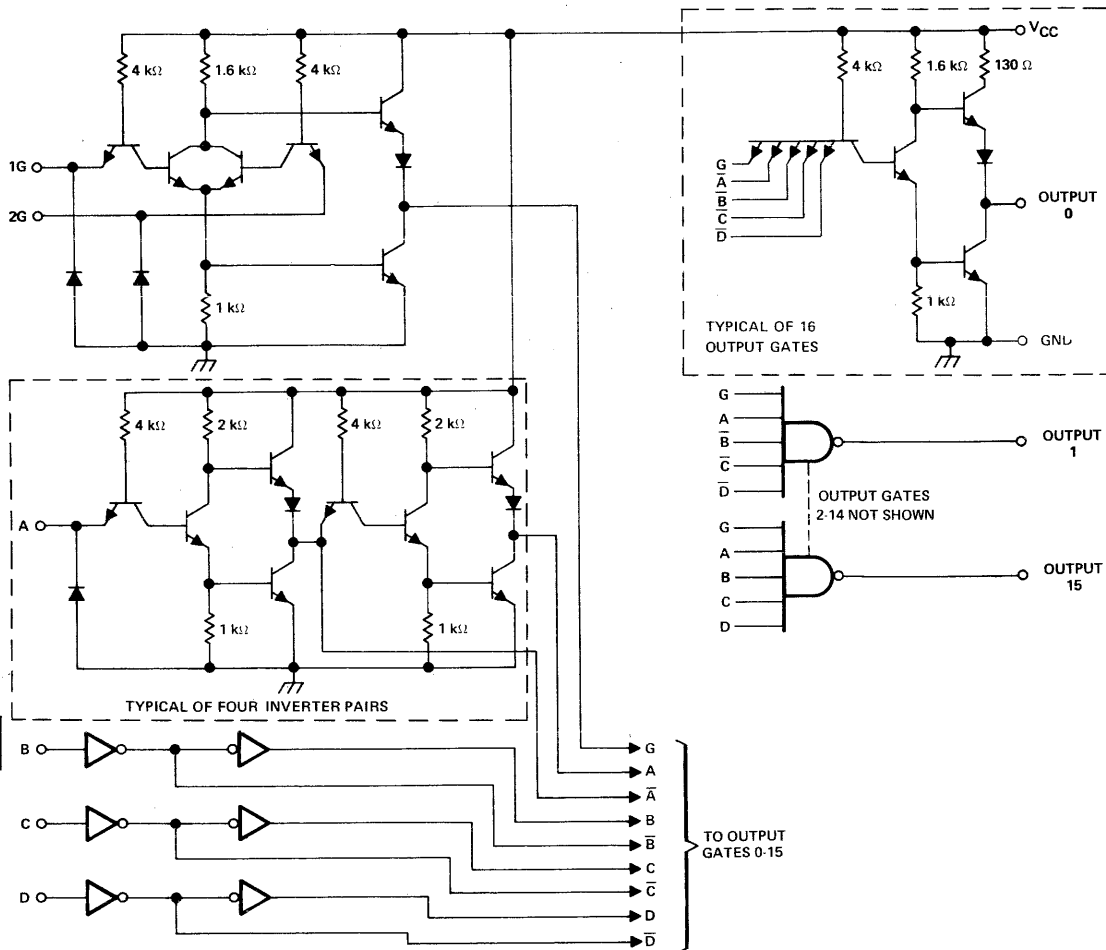 VCC
4 kΩ 1.6 kΩ 4 kΩ
4 kΩ 1.6 kΩ 130 Ω
1G
2G
1 kΩ
G
A̅
B̅
C̅
D̅
OUTPUT
0
1 kΩ
TYPICAL OF 16
OUTPUT GATES
GND
4 kΩ 2 kΩ 4 kΩ 2 kΩ
A
1 kΩ 1 kΩ
TYPICAL OF FOUR INVERTER PAIRS
G
A
B̅
C̅
D̅
OUTPUT
1
OUTPUT GATES
2-14 NOT SHOWN
G
A
B
C
D
OUTPUT
15
B
C
D
G
A
A̅
B
B̅
C
C̅
D
D̅
TO OUTPUT
GATES 0-15